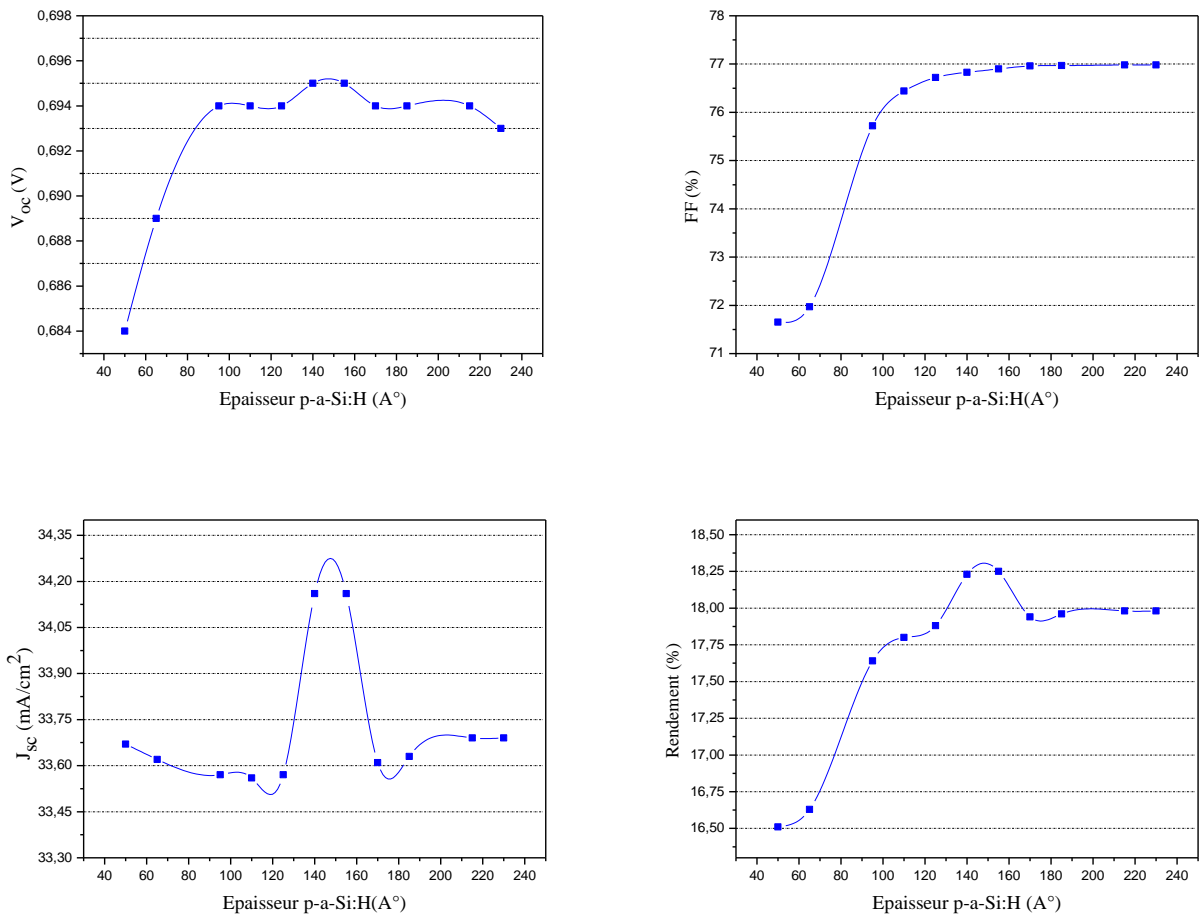 0,698
0,696
0,694
0,692
0,690
0,688
0,686
0,684
V_oc (V)
40 60 80 100 120 140 160 180 200 220 240
Epaisseur p-a-Si:H (A°)
78
77
76
75
74
73
72
71
FF (%)
40 60 80 100 120 140 160 180 200 220 240
Epaisseur p-a-Si:H(A°)
34,35
34,20
34,05
33,90
33,75
33,60
33,45
33,30
J_sc (mA/cm²)
40 60 80 100 120 140 160 180 200 220 240
Epaisseur p-a-Si:H(A°)
18,50
18,25
18,00
17,75
17,50
17,25
17,00
16,75
16,50
Rendement (%)
40 60 80 100 120 140 160 180 200 220 240
Epaisseur p-a-Si:H (A°)